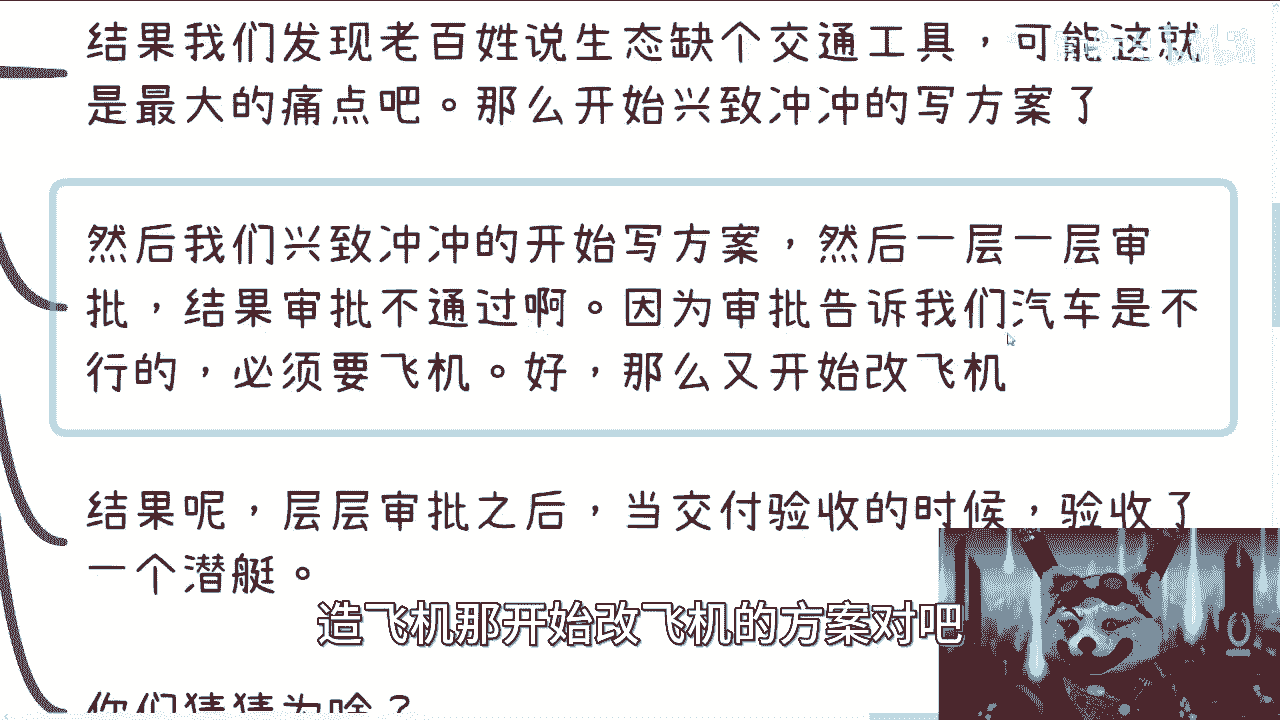 结果我们发现老百姓说生态缺个交通工具，可能这就
是最大的痛点吧。那么开始兴致冲冲的写方案了
然后我们兴致冲冲的开始写方案，然后一层一层审
批，结果审批不通过啊。因为审批告诉我们汽车是不
行的，必须要飞机。好，那么又开始改飞机
结果呢，层层审批之后，当交付验收的时候，验收了
一个潜艇。
造飞机那开始改飞机的方案对吧
你们猜猜为啥？